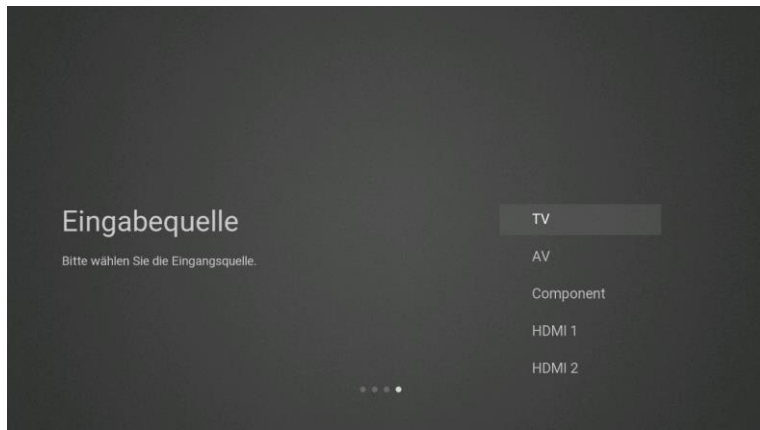 Eingabequelle
Bitte wählen Sie die Eingangsquelle.
TV
AV
Component
HDMI 1
HDMI 2